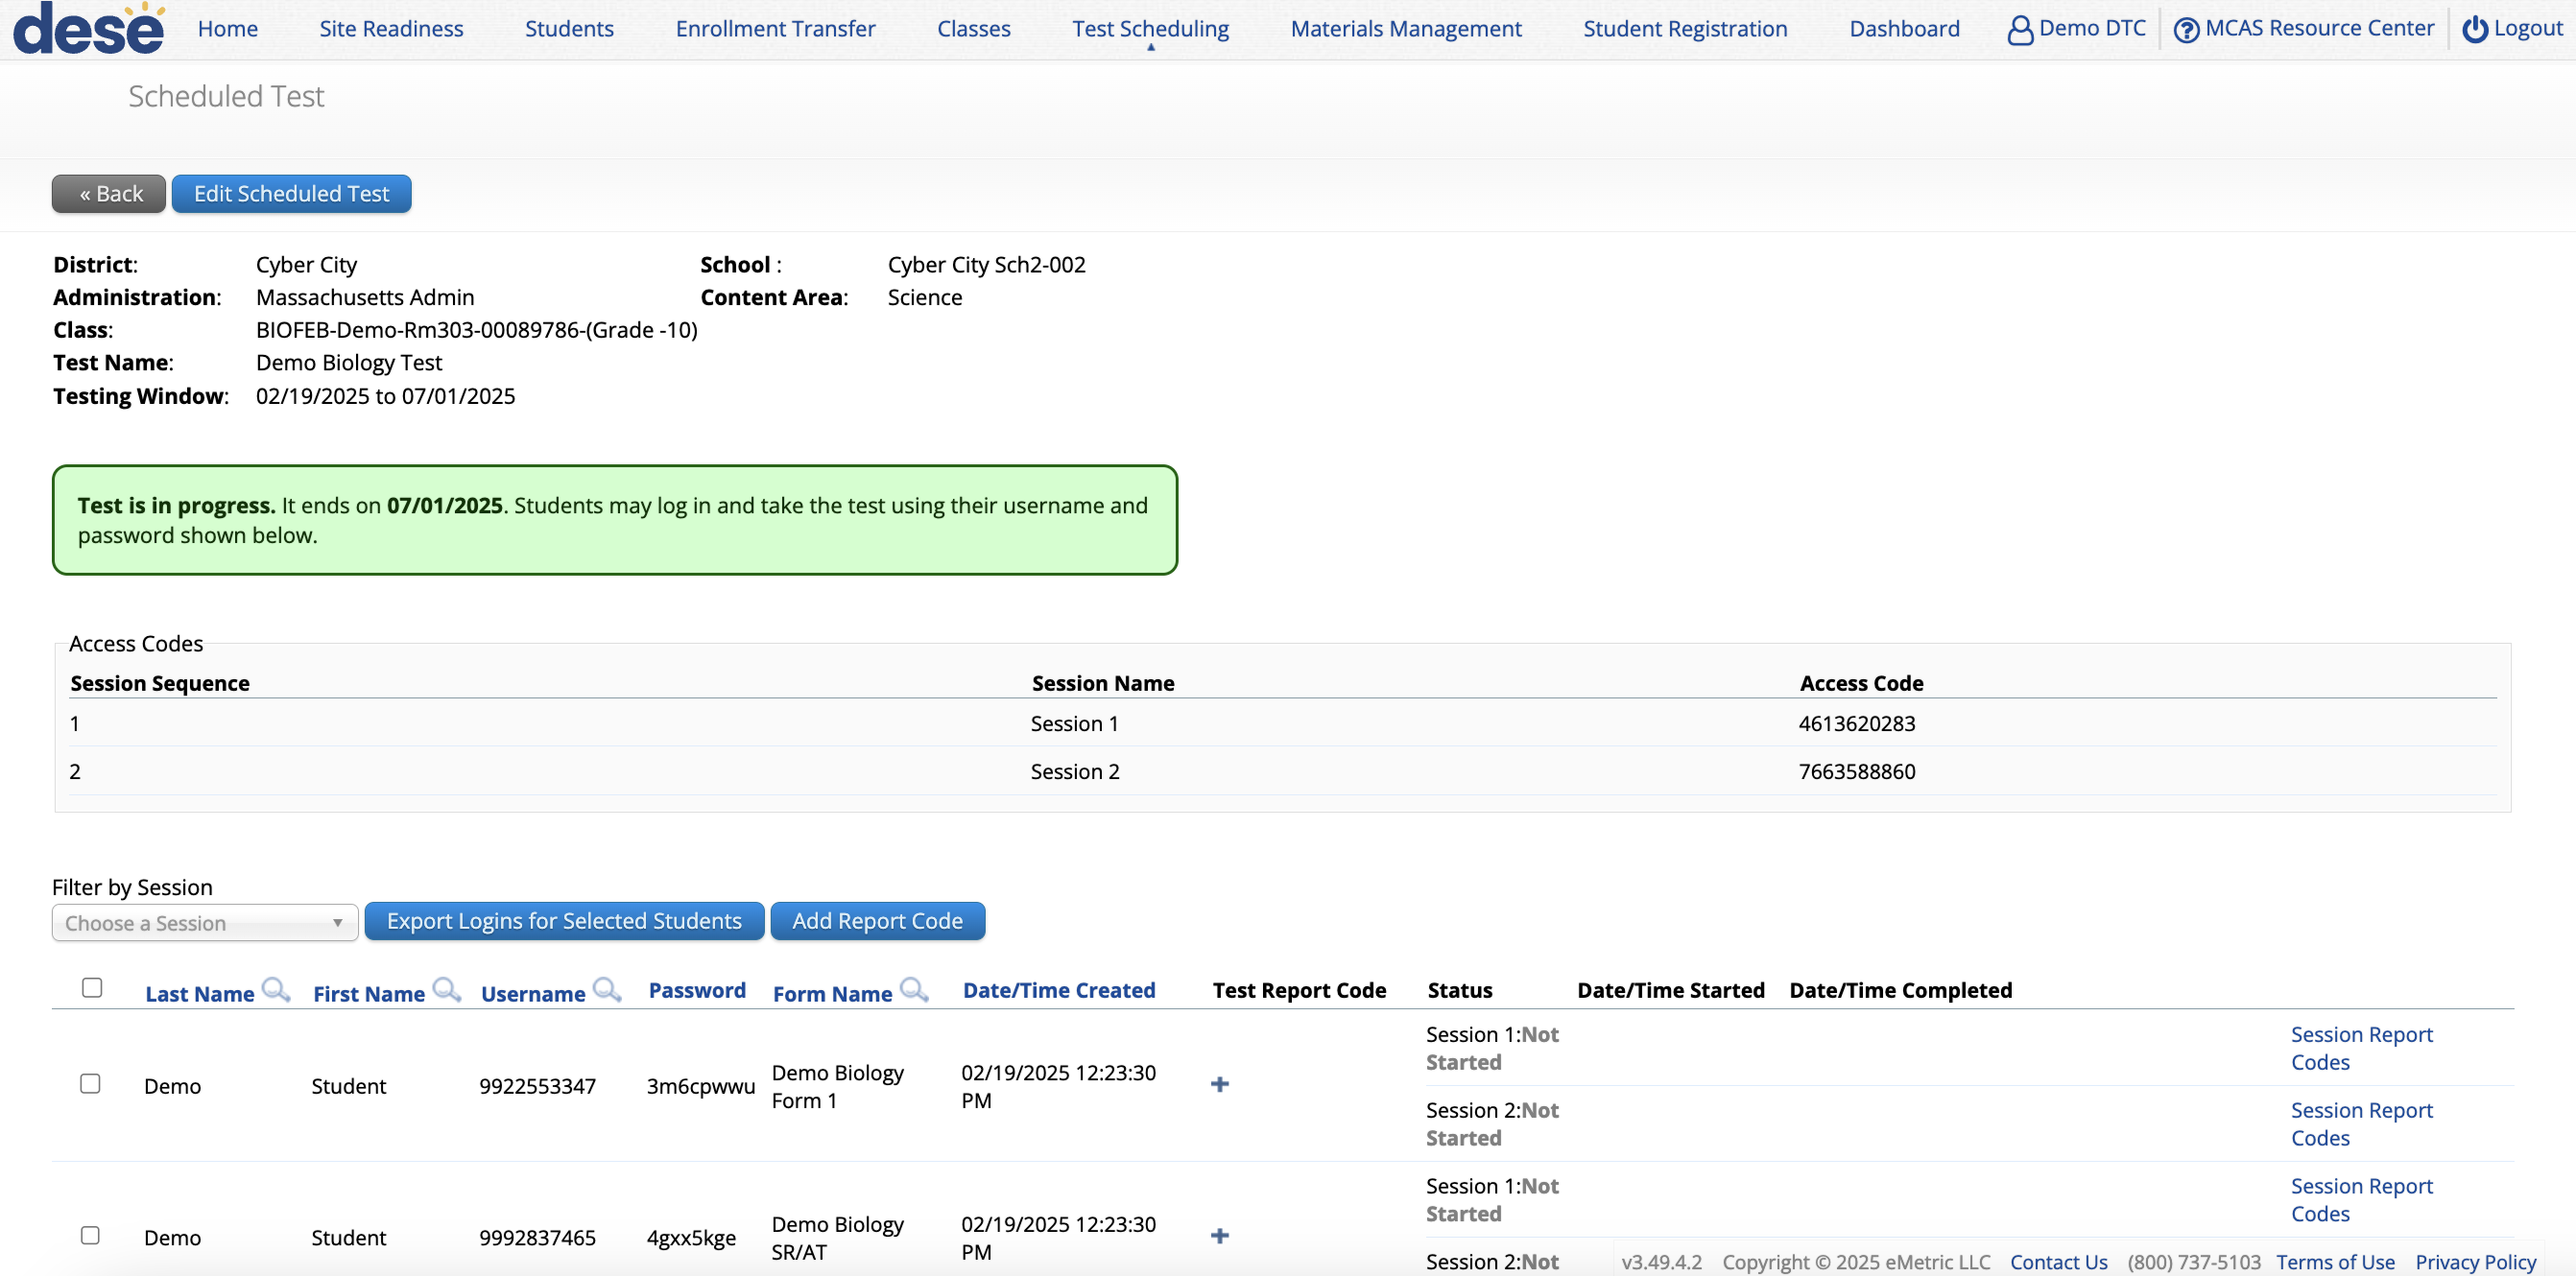 dese Home Site Readiness Students Enrollment Transfer Classes Test Scheduling Materials Management Student Registration Dashboard Demo DTC MCAS Resource Center Logout
Scheduled Test
« Back Edit Scheduled Test
District: Cyber City School : Cyber City Sch2-002
Administration: Massachusetts Admin Content Area: Science
Class: BIOFEB-Demo-Rm303-00089786-(Grade -10)
Test Name: Demo Biology Test
Testing Window: 02/19/2025 to 07/01/2025
Test is in progress. It ends on 07/01/2025. Students may log in and take the test using their username and
password shown below.
Access Codes
Session Sequence Session Name Access Code
1 Session 1 4613620283
2 Session 2 7663588860
Filter by Session
Choose a Session Export Logins for Selected Students Add Report Code
Last Name First Name Username Password Form Name Date/Time Created Test Report Code Status Date/Time Started Date/Time Completed
Session 1:Not Session Report
Started Codes
Demo Student 9922553347 3m6cpwwu Demo Biology 02/19/2025 12:23:30 +
Form 1 PM
Session 2:Not Session Report
Started Codes
Session 1:Not Session Report
Started Codes
Demo Student 9992837465 4gxx5kge Demo Biology 02/19/2025 12:23:30 +
SR/AT PM
Session 2:Not v3.49.4.2 Copyright © 2025 eMetric LLC Contact Us (800) 737-5103 Terms of Use Privacy Policy